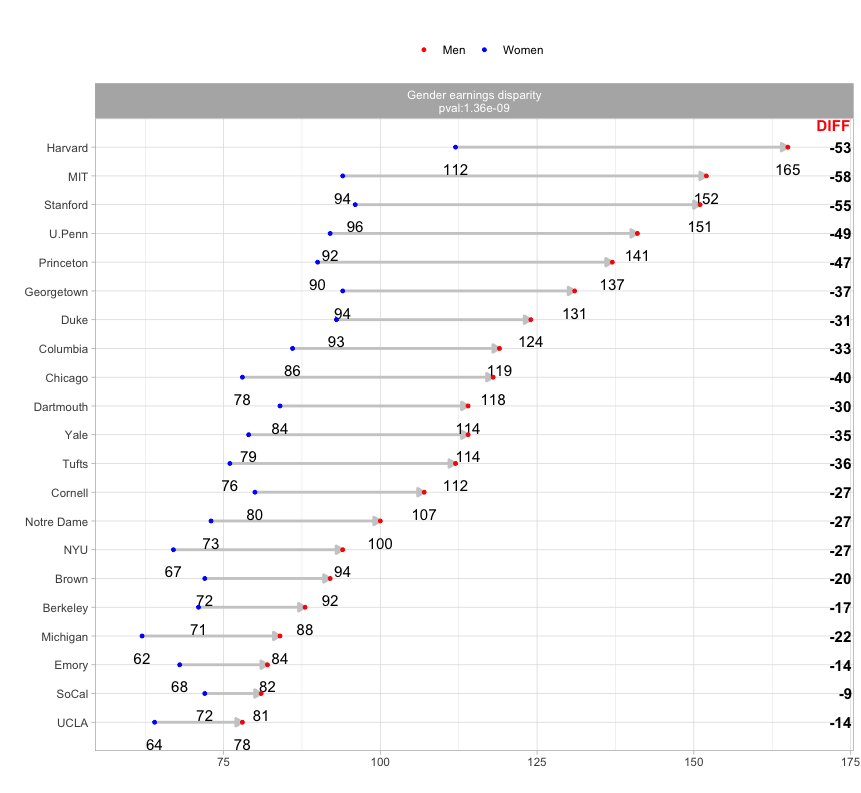 Men Women
Gender earnings disparity
pval:1.36e-09
DIFF
Harvard -53
112 165
MIT -58
94 152
Stanford -55
96 151
U.Penn -49
92 141
Princeton -47
90 137
Georgetown -37
94 131
Duke -31
93 124
Columbia -33
86 119
Chicago -40
78 118
Dartmouth -30
84 114
Yale -35
79 114
Tufts -36
76 112
Cornell -27
80 107
Notre Dame -27
73 100
NYU -27
67 94
Brown -20
72 92
Berkeley -17
71 88
Michigan -22
62 84
Emory -14
68 82
SoCal -9
72 81
UCLA -14
64 78
75 100 125 150 175